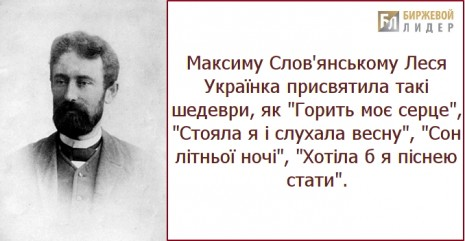 БИРЖЕВОЙ
ЛИДЕР
Максиму Слов'янському Леся
Українка присвятила такі
шедеври, як "Горить моє серце",
"Стояла я і слухала весну", "Сон
літньої ночі", "Хотіла б я піснею
стати".